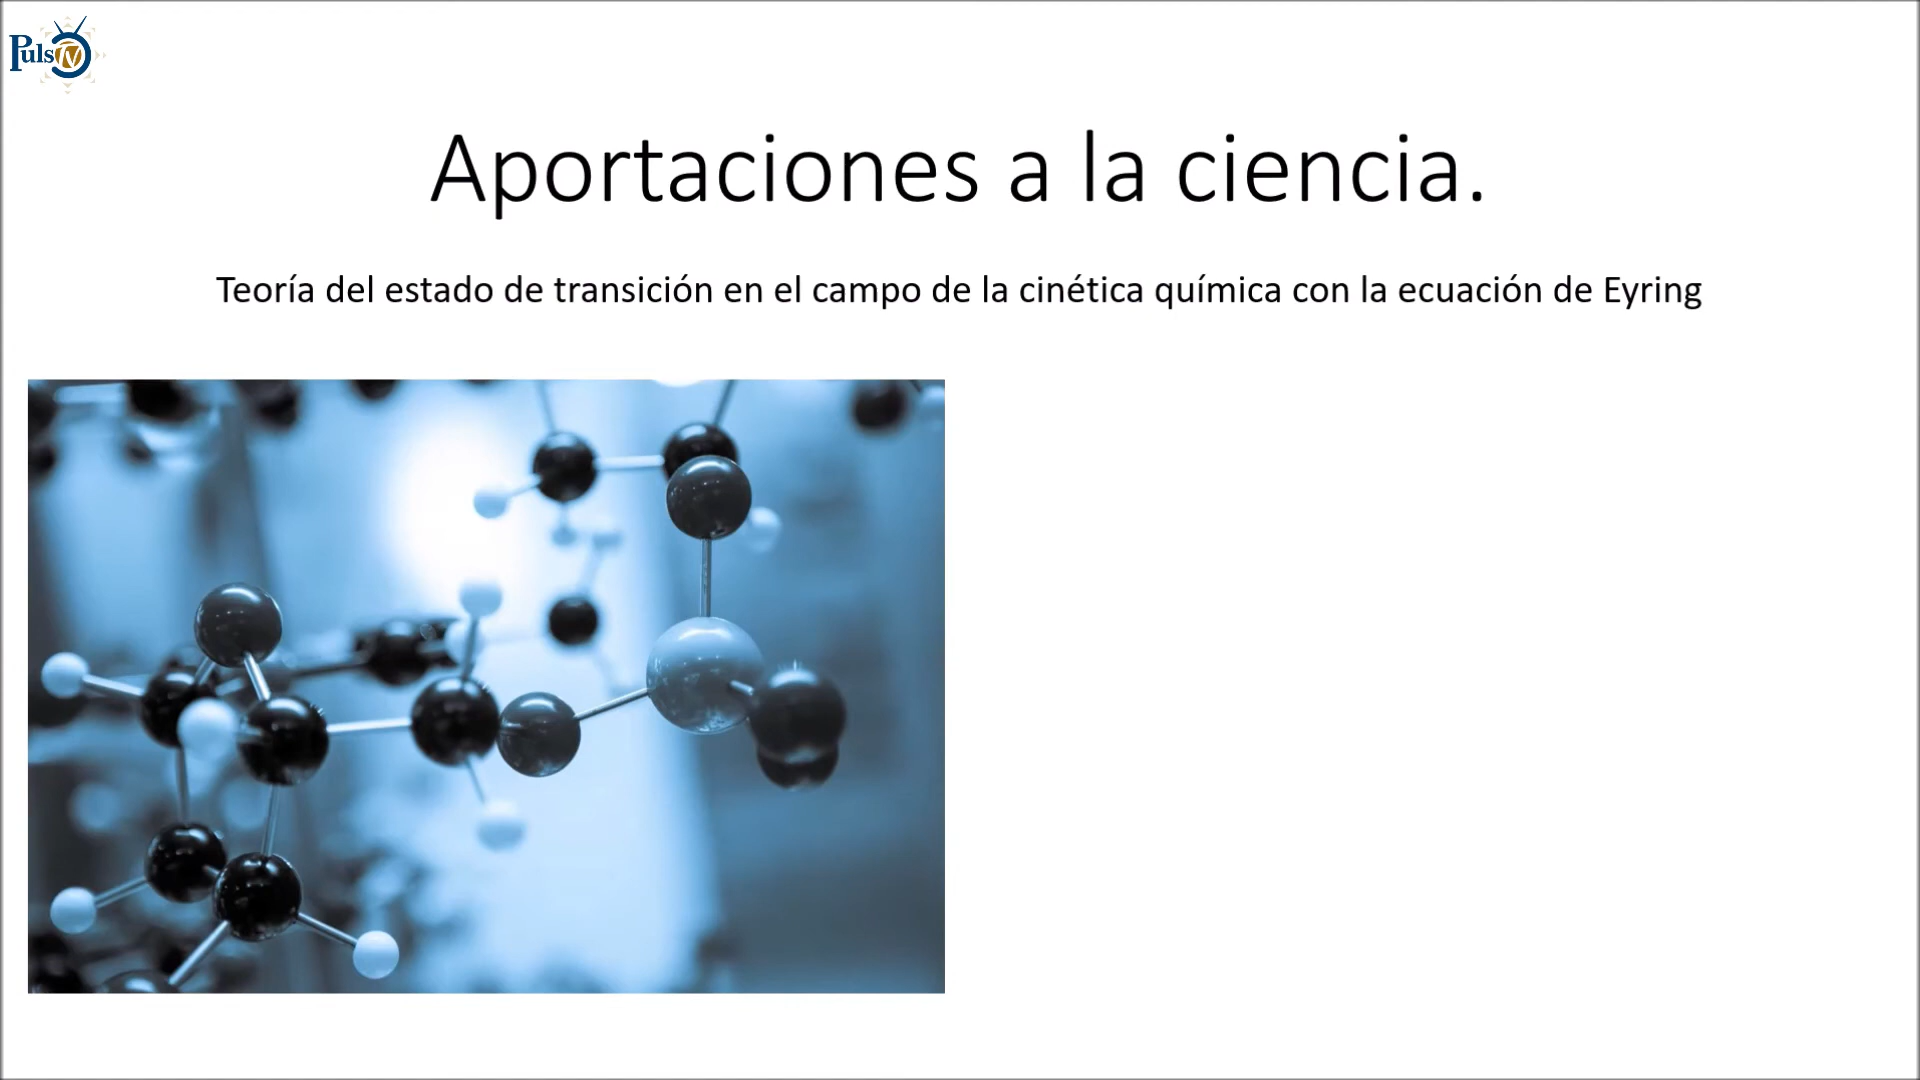 Puls TV
Aportaciones a la ciencia.
Teoría del estado de transición en el campo de la cinética química con la ecuación de Eyring